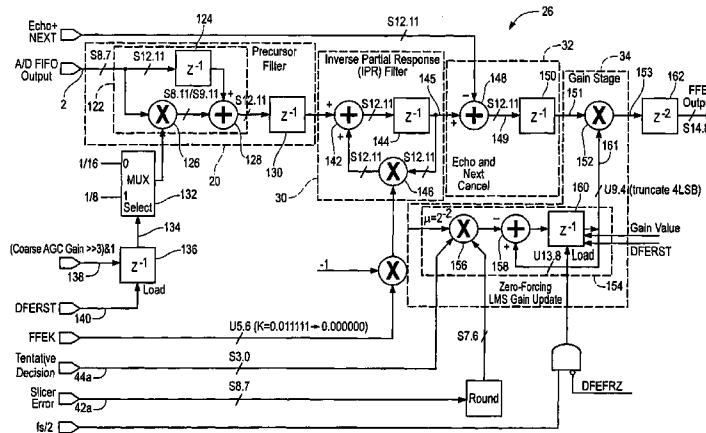 26
Echo+
NEXT
S12.11
124
A/D FIFO
Output
S8.7
S12.11
z-1
Precursor
Filter
2
122
S8.11/S9.11
S12.11
126
128
20
z-1
130
Inverse Partial Response
(IPR) Filter
145
S12.11
z-1
142
144
S12.11
S12.11
146
30
32
148
150
S12.11
z-1
149
Echo and
Next
Cancel
34
Gain Stage
153
162
151
z-2
FFE
Output
152
161
1/16
0
MUX
1/8
1
Select
132
134
(Coarse AGC Gain >>3)&1
138
z-1
136
Load
DFERST
140
-1
μ=2-2
156
158
160
z-1
Load
U9.4 (truncate 4LSB)
Gain Value
DFERST
U13.8
154
Zero-Forcing
LMS Gain Update
FFEK
U5.6 (K=0.011111→0.000000)
Tentative
Decision
44a
S3.0
S7.6
Slicer
Error
42a
S8.7
Round
DFEFRZ
fs/2